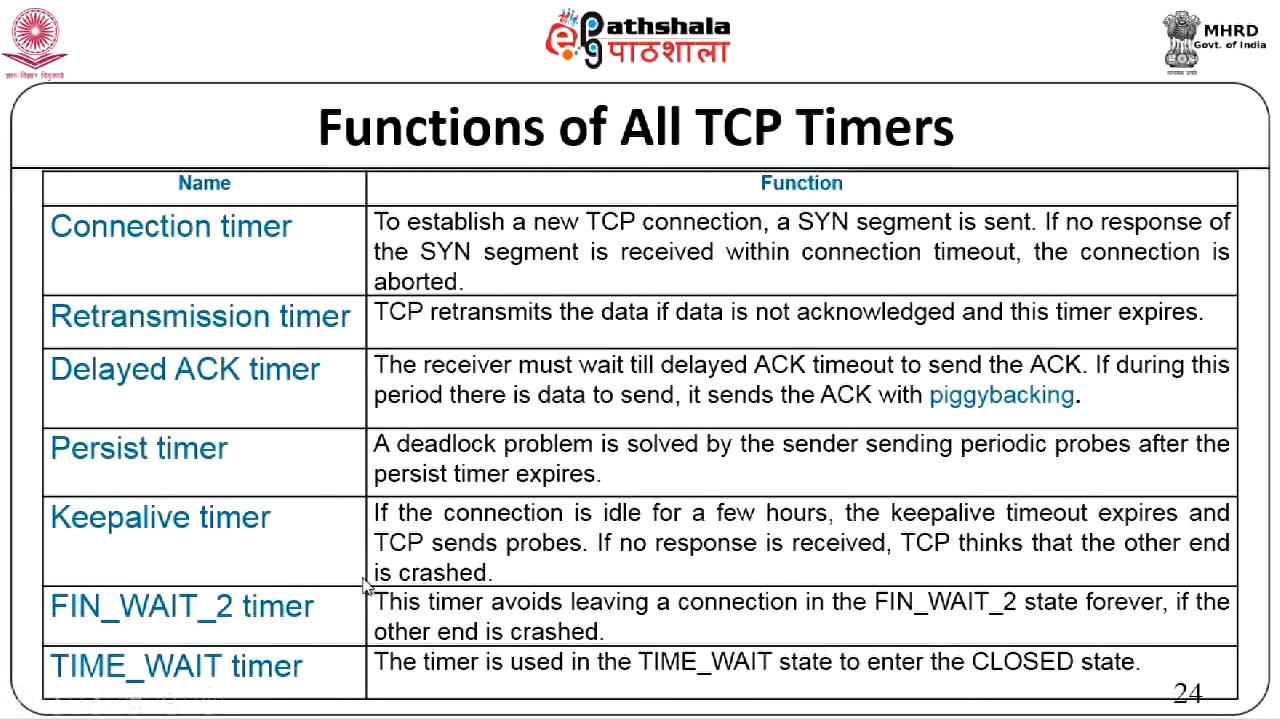 ज्ञान-विज्ञान विमुक्तये
ePathshala
पाठशाला
MHRD
Govt. of India
सत्यमेव जयते
Functions of All TCP Timers
Name Function
Connection timer
To establish a new TCP connection, a SYN segment is sent. If no response of
the SYN segment is received within connection timeout, the connection is
aborted.
Retransmission timer
TCP retransmits the data if data is not acknowledged and this timer expires.
Delayed ACK timer
The receiver must wait till delayed ACK timeout to send the ACK. If during this
period there is data to send, it sends the ACK with piggybacking.
Persist timer
A deadlock problem is solved by the sender sending periodic probes after the
persist timer expires.
Keepalive timer
If the connection is idle for a few hours, the keepalive timeout expires and
TCP sends probes. If no response is received, TCP thinks that the other end
is crashed.
FIN_WAIT_2 timer
This timer avoids leaving a connection in the FIN_WAIT_2 state forever, if the
other end is crashed.
TIME_WAIT timer
The timer is used in the TIME_WAIT state to enter the CLOSED state.
24